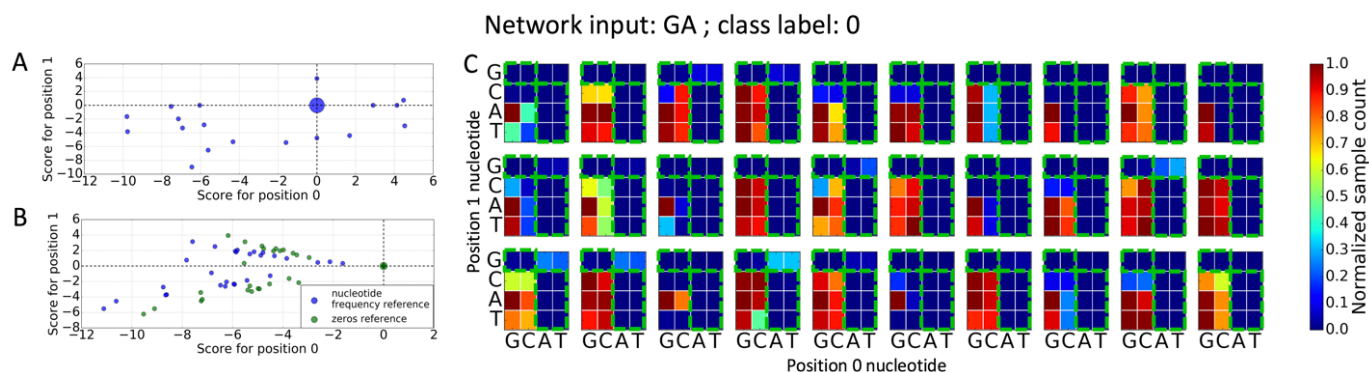 Network input: GA ; class label: 0
A
Score for position 1
6
4
2
0
−2
−4
−6
−8
−10
−12 −10 −8 −6 −4 −2 0 2 4 6
Score for position 0
B
Score for position 1
6
4
2
0
−2
−4
−6
−8
nucleotide
frequency reference
zeros reference
−12 −10 −8 −6 −4 −2 0 2
Score for position 0
C
Position 1 nucleotide
G
C
A
T
G
C
A
T
G
C
A
T
GCAT GCAT GCAT GCAT GCAT GCAT GCAT GCAT GCAT GCAT
Position 0 nucleotide
1.0
0.9
0.8
0.7
0.6
0.5
0.4
0.3
0.2
0.1
0.0
Normalized sample count